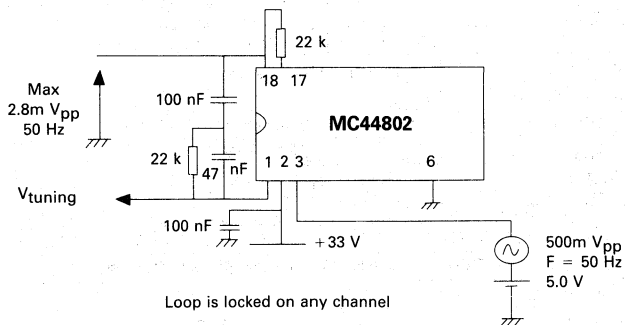 22 k
18 17
Max
2.8m Vpp
50 Hz
100 nF
MC44802
22 k
47 nF
1 2 3 6
Vtuning
100 nF
+33 V
500m Vpp
F = 50 Hz
5.0 V
Loop is locked on any channel